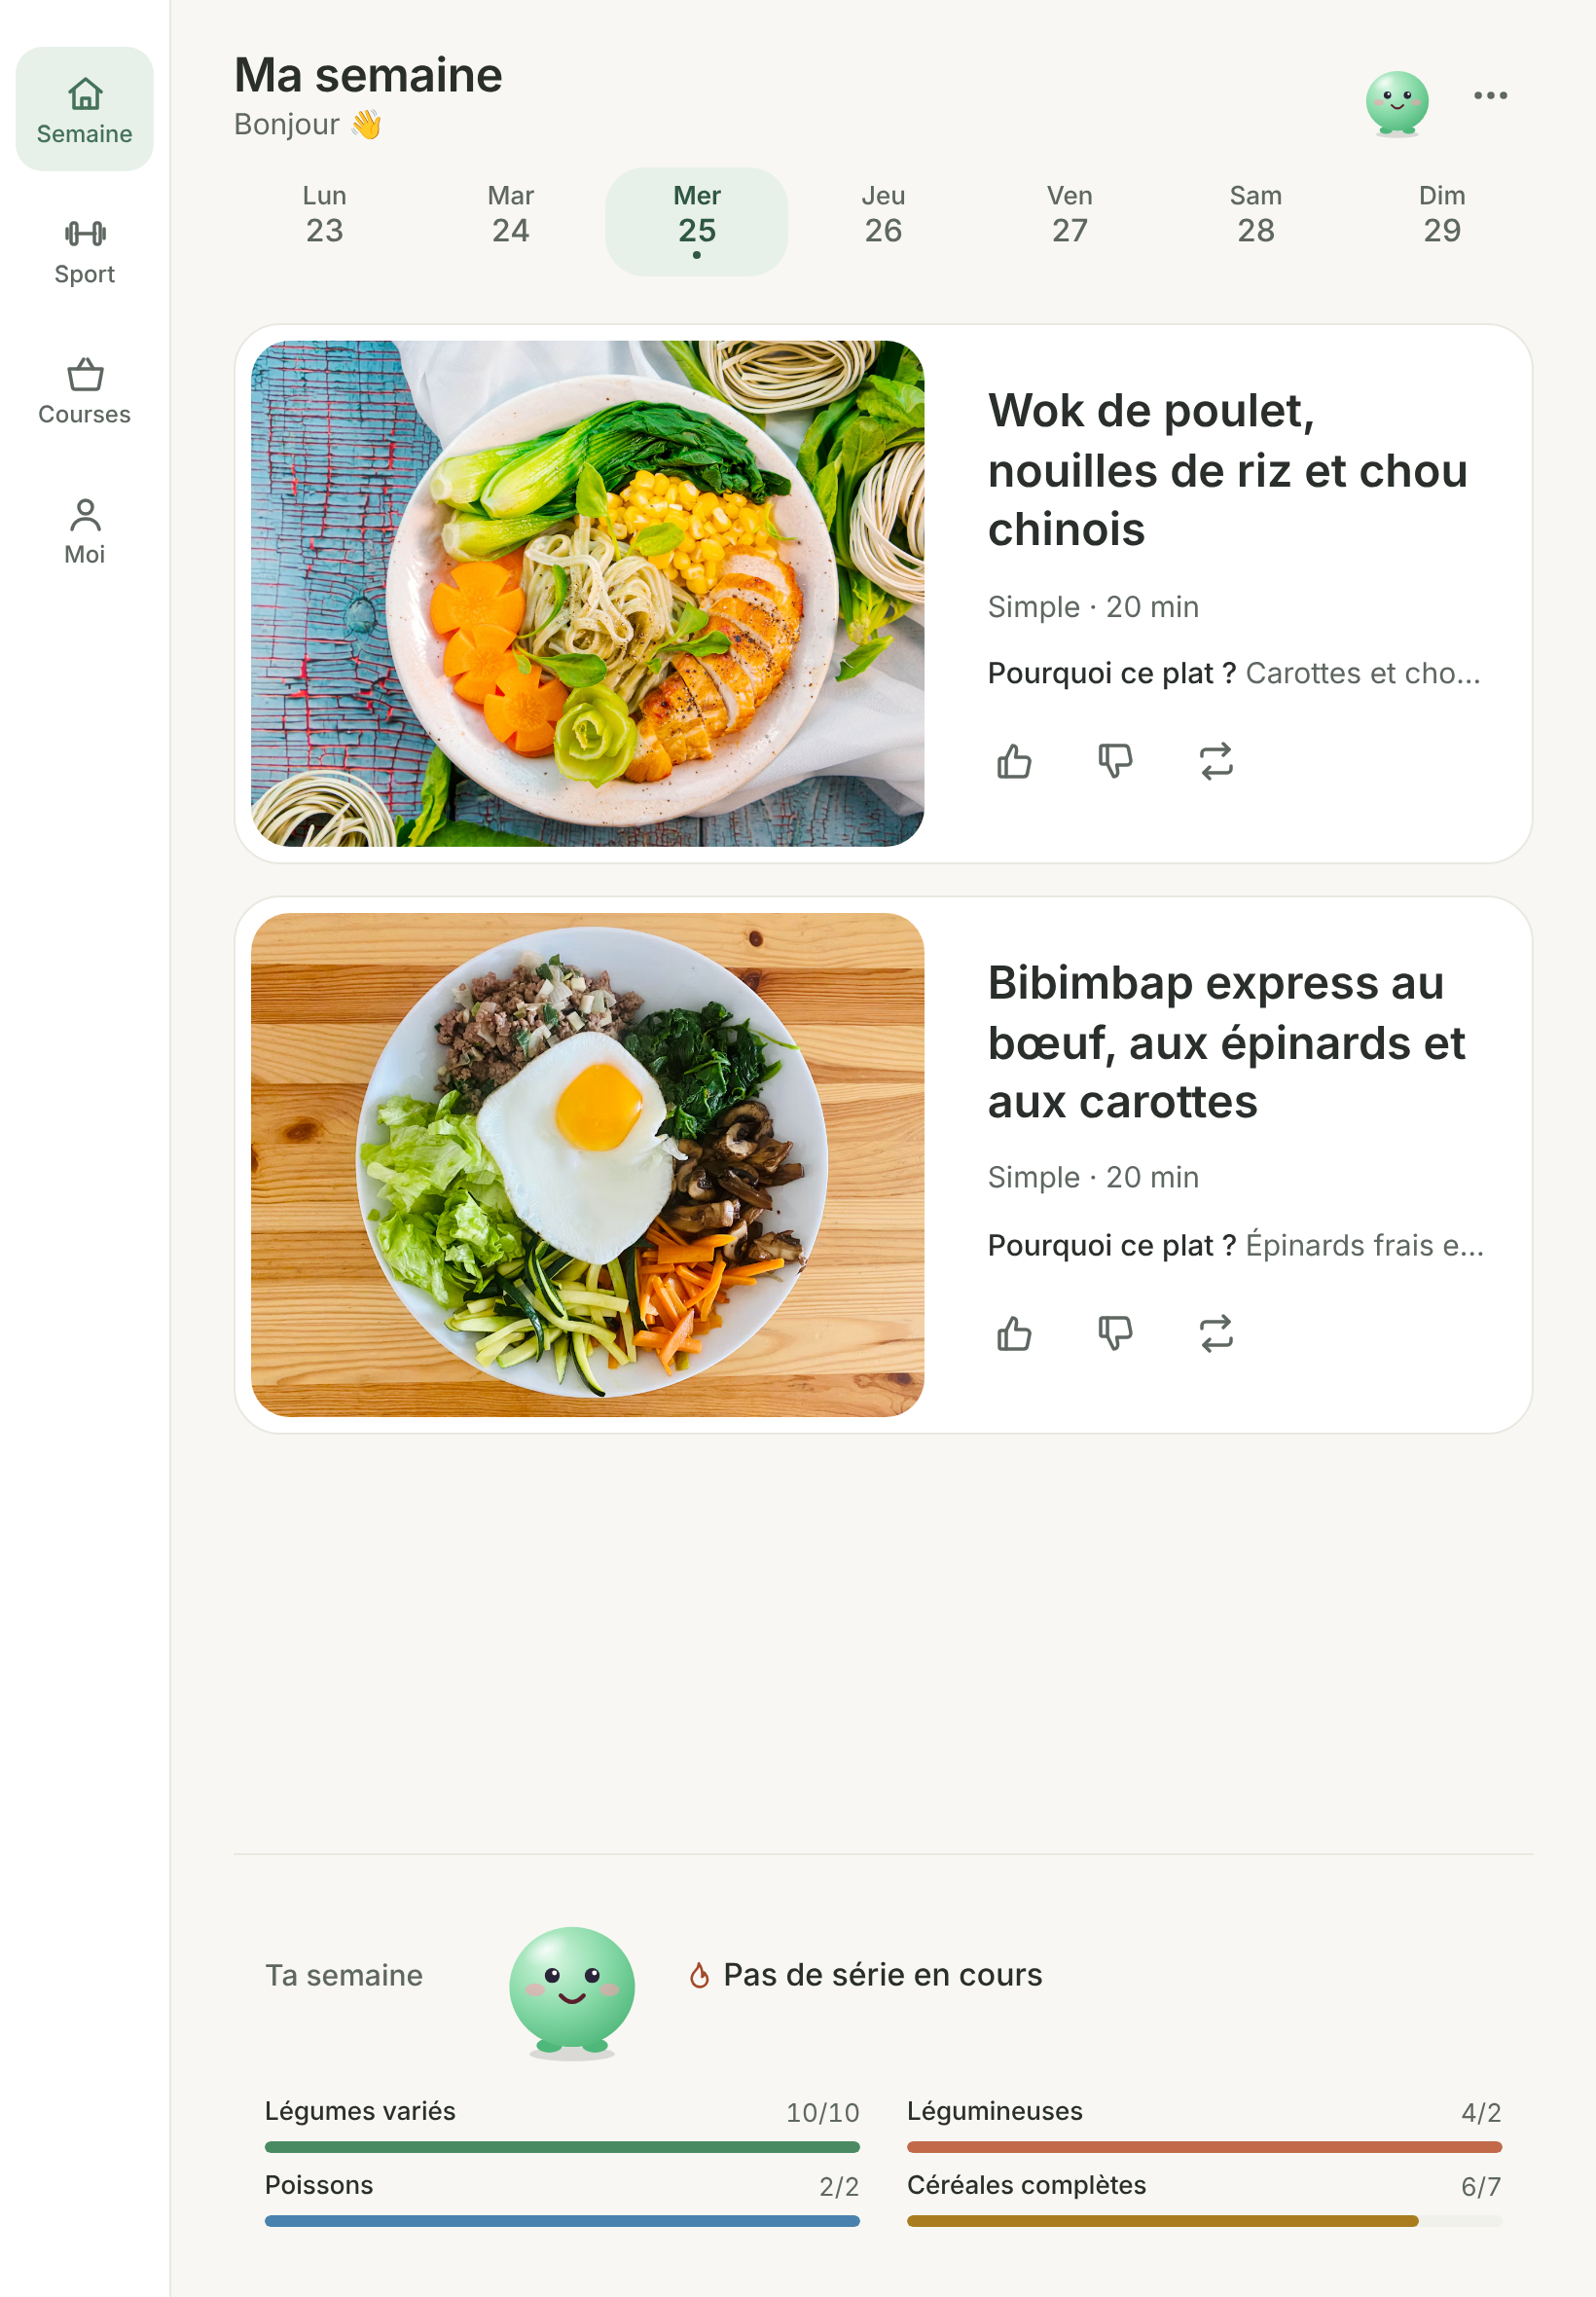 Semaine
Sport
Courses
Moi
Ma semaine
Bonjour 👋
Lun
23
Mar
24
Mer
25
Jeu
26
Ven
27
Sam
28
Dim
29
Wok de poulet,
nouilles de riz et chou
chinois
Simple · 20 min
Pourquoi ce plat ? Carottes et cho...
Bibimbap express au
bœuf, aux épinards et
aux carottes
Simple · 20 min
Pourquoi ce plat ? Épinards frais e...
Ta semaine
Pas de série en cours
Légumes variés 10/10
Légumineuses 4/2
Poissons 2/2
Céréales complètes 6/7